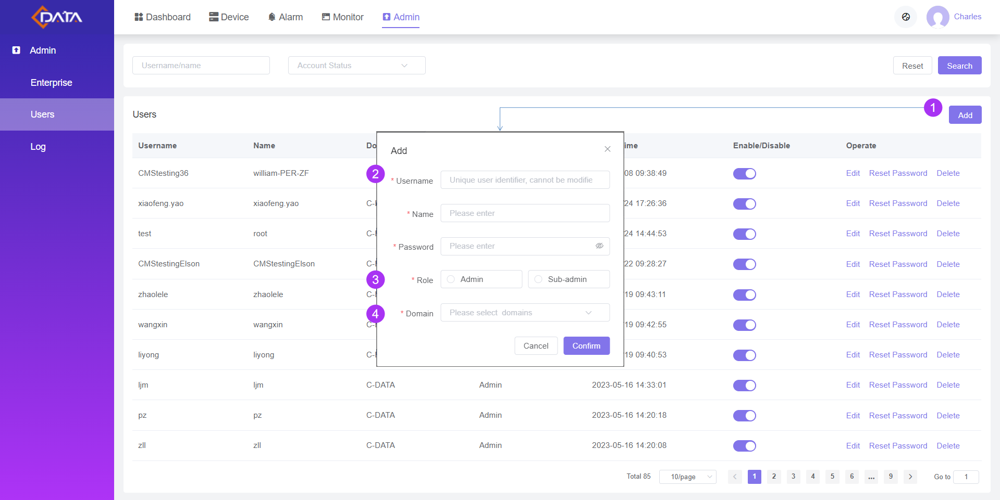 DATA
Dashboard
Device
Alarm
Monitor
Admin
Charles
Admin
Enterprise
Users
Log
Username/name
Account Status
Reset
Search
Users
1
Add
Username Name Do ime Enable/Disable Operate
CMStesting36 william-PER-ZF 08 09:38:49 Edit Reset Password Delete
xiaofeng.yao xiaofeng.yao C- 24 17:26:36 Edit Reset Password Delete
test root C- 24 14:44:53 Edit Reset Password Delete
CMStestingElson CMStestingElson C- 22 09:28:27 Edit Reset Password Delete
zhaolele zhaolele C- 19 09:43:11 Edit Reset Password Delete
wangxin wangxin C- 19 09:42:55 Edit Reset Password Delete
liyong liyong C- 19 09:40:53 Edit Reset Password Delete
ljm ljm C-DATA Admin 2023-05-16 14:33:01 Edit Reset Password Delete
pz pz C-DATA Admin 2023-05-16 14:20:18 Edit Reset Password Delete
zll zll C-DATA Admin 2023-05-16 14:20:08 Edit Reset Password Delete
Add
2
* Username Unique user identifier, cannot be modifie
* Name Please enter
* Password Please enter
3
* Role Admin Sub-admin
4
* Domain Please select domains
Cancel Confirm
Total 85 10/page < 1 2 3 4 5 6 ... 9 > Go to 1